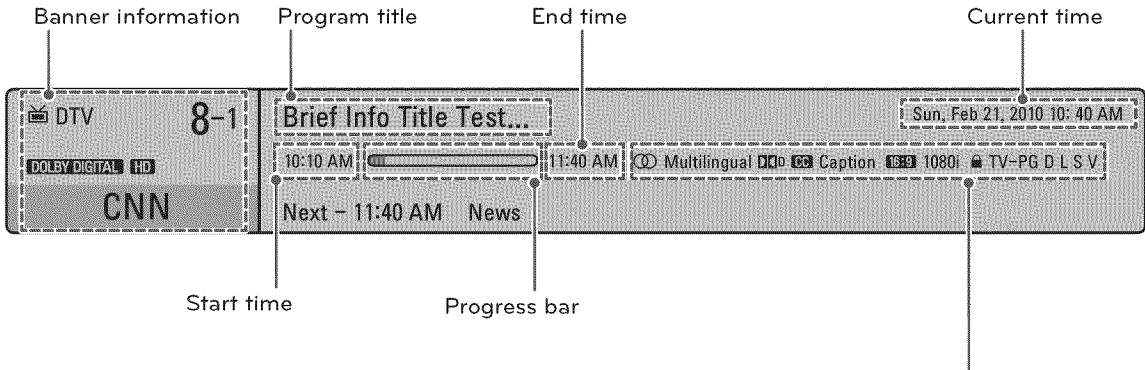 Banner information Program title End time Current time
DTV 8-1 Brief Info Title Test... Sun, Feb 21, 2010 10: 40 AM
DOLBY DIGITAL HD 10:10 AM 11:40 AM Multilingual DD D CC Caption 16:9 1080i TV-PG D L S V
CNN Next - 11:40 AM News
Start time Progress bar